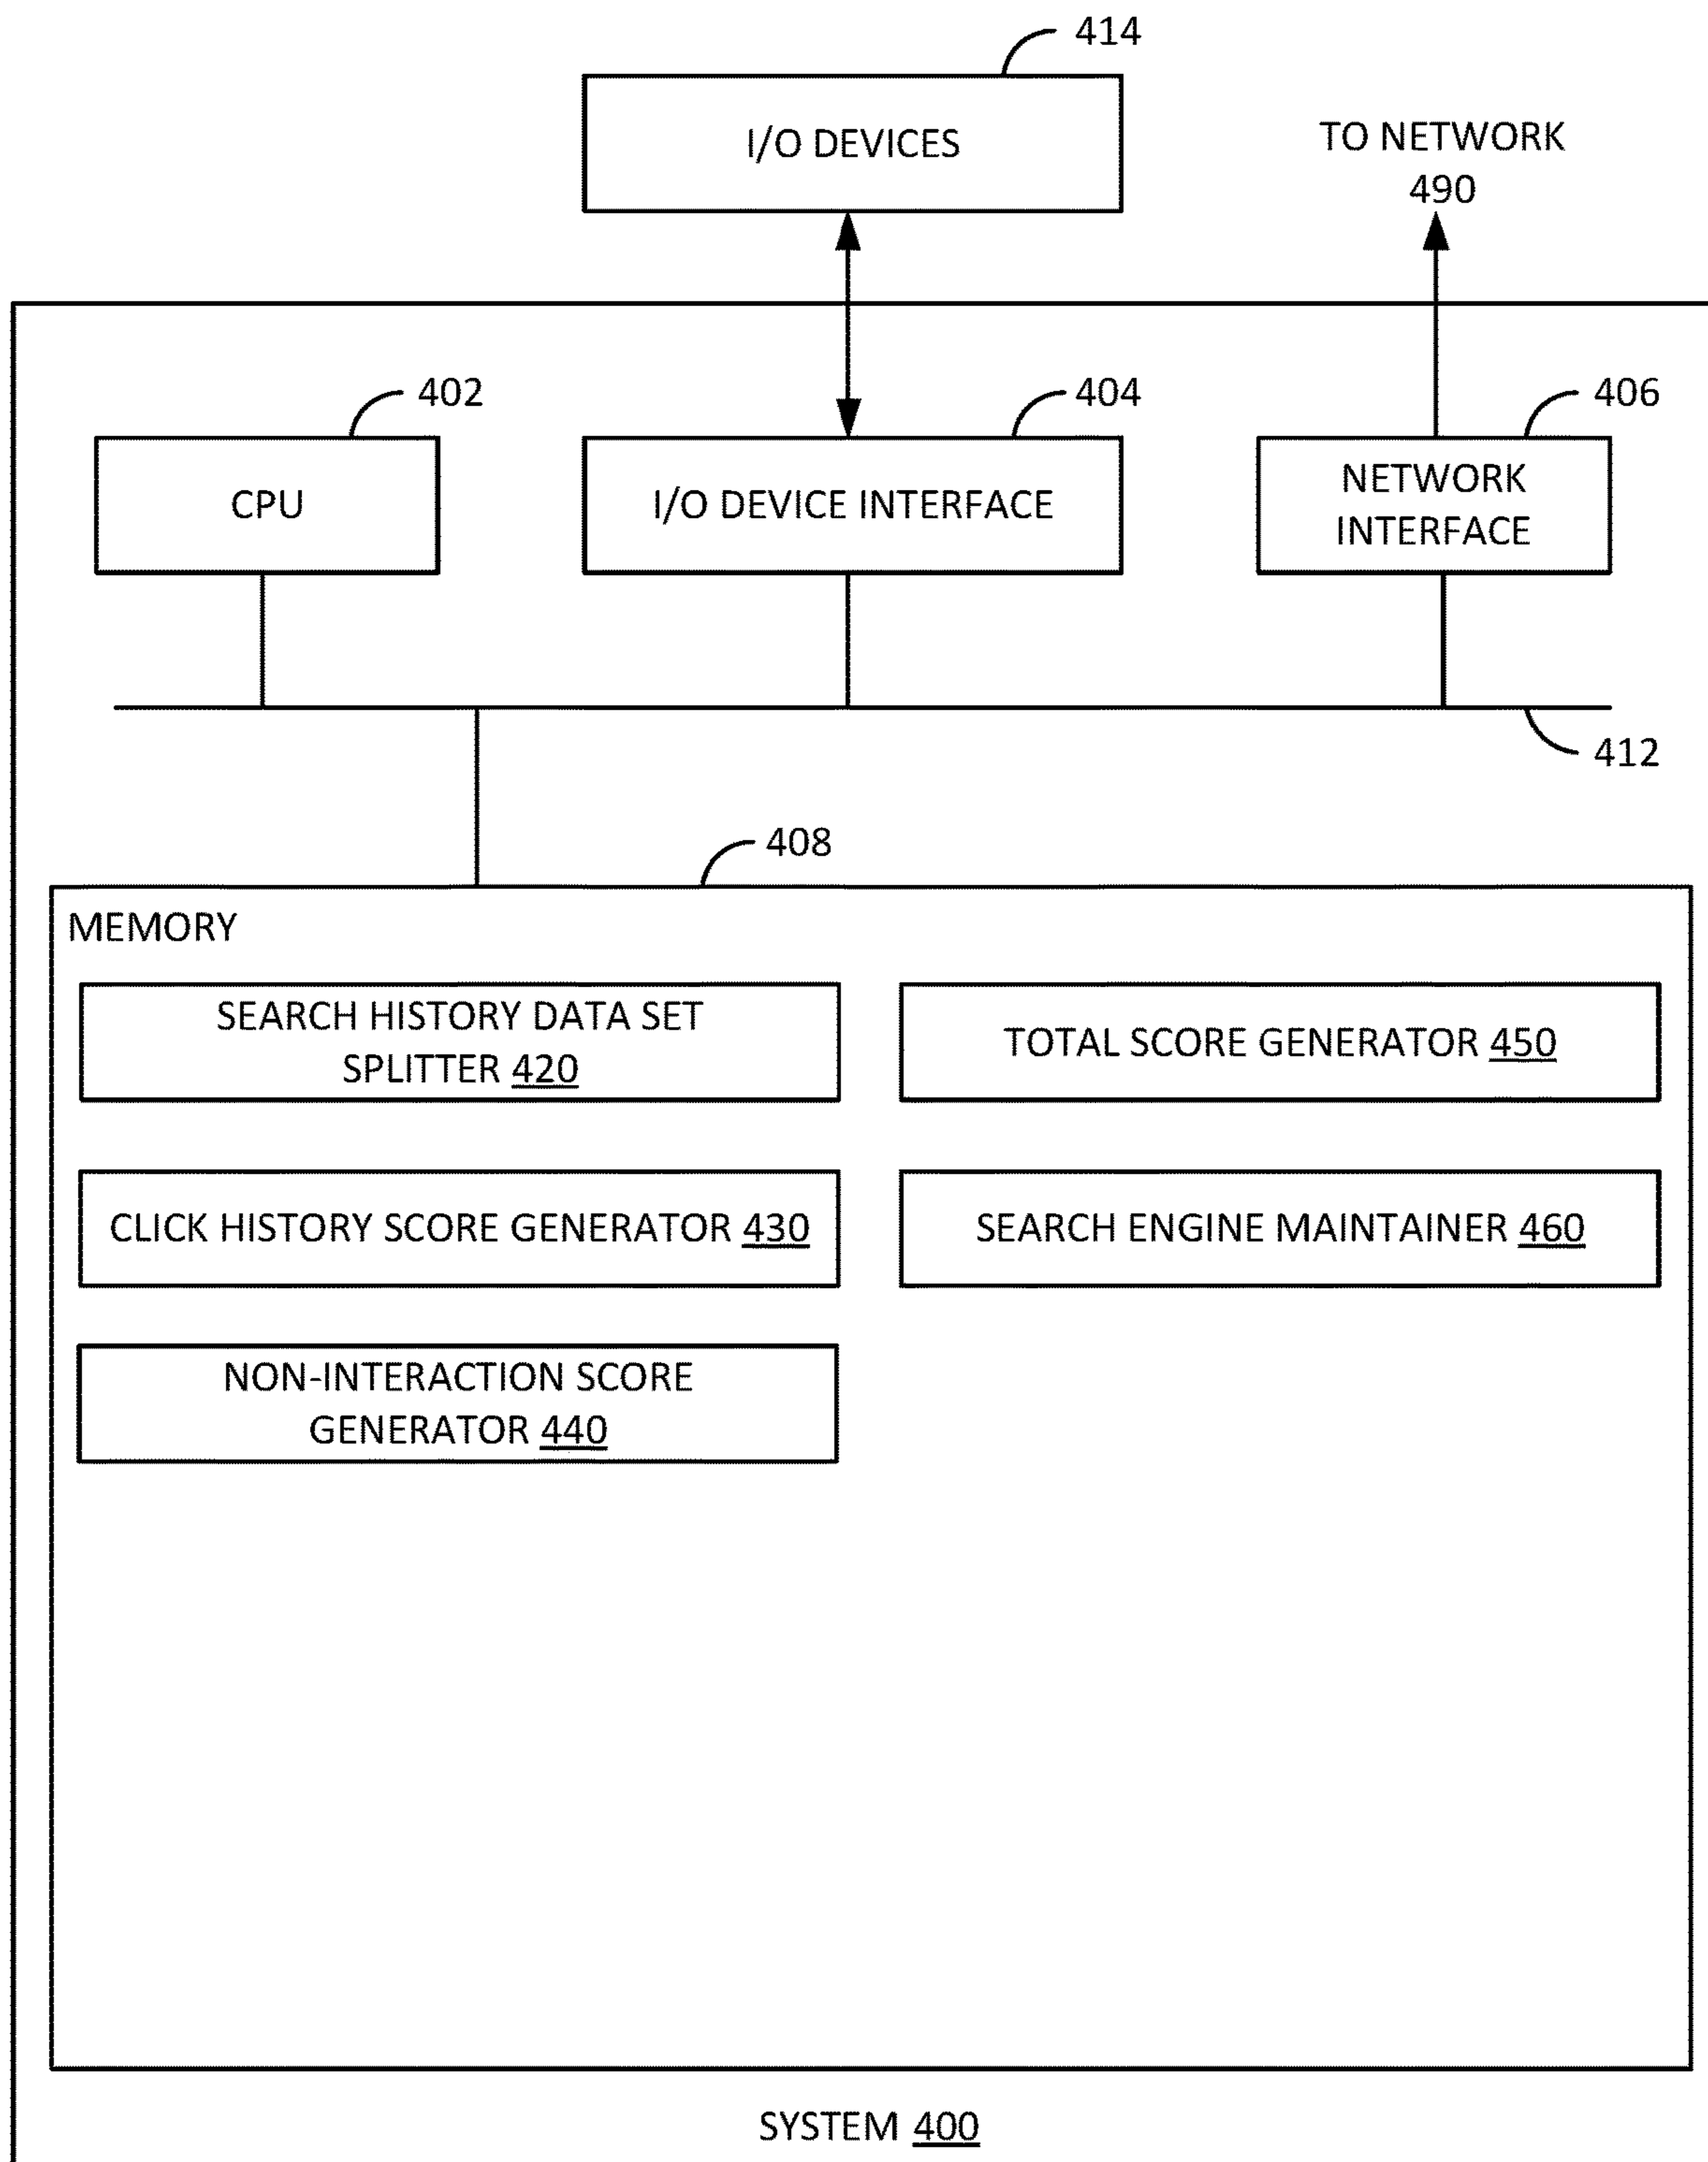 414
I/O DEVICES
TO NETWORK
490
402
404
406
CPU
I/O DEVICE INTERFACE
NETWORK
INTERFACE
412
408
MEMORY
SEARCH HISTORY DATA SET
SPLITTER 420
TOTAL SCORE GENERATOR 450
CLICK HISTORY SCORE GENERATOR 430
SEARCH ENGINE MAINTAINER 460
NON-INTERACTION SCORE
GENERATOR 440
SYSTEM 400